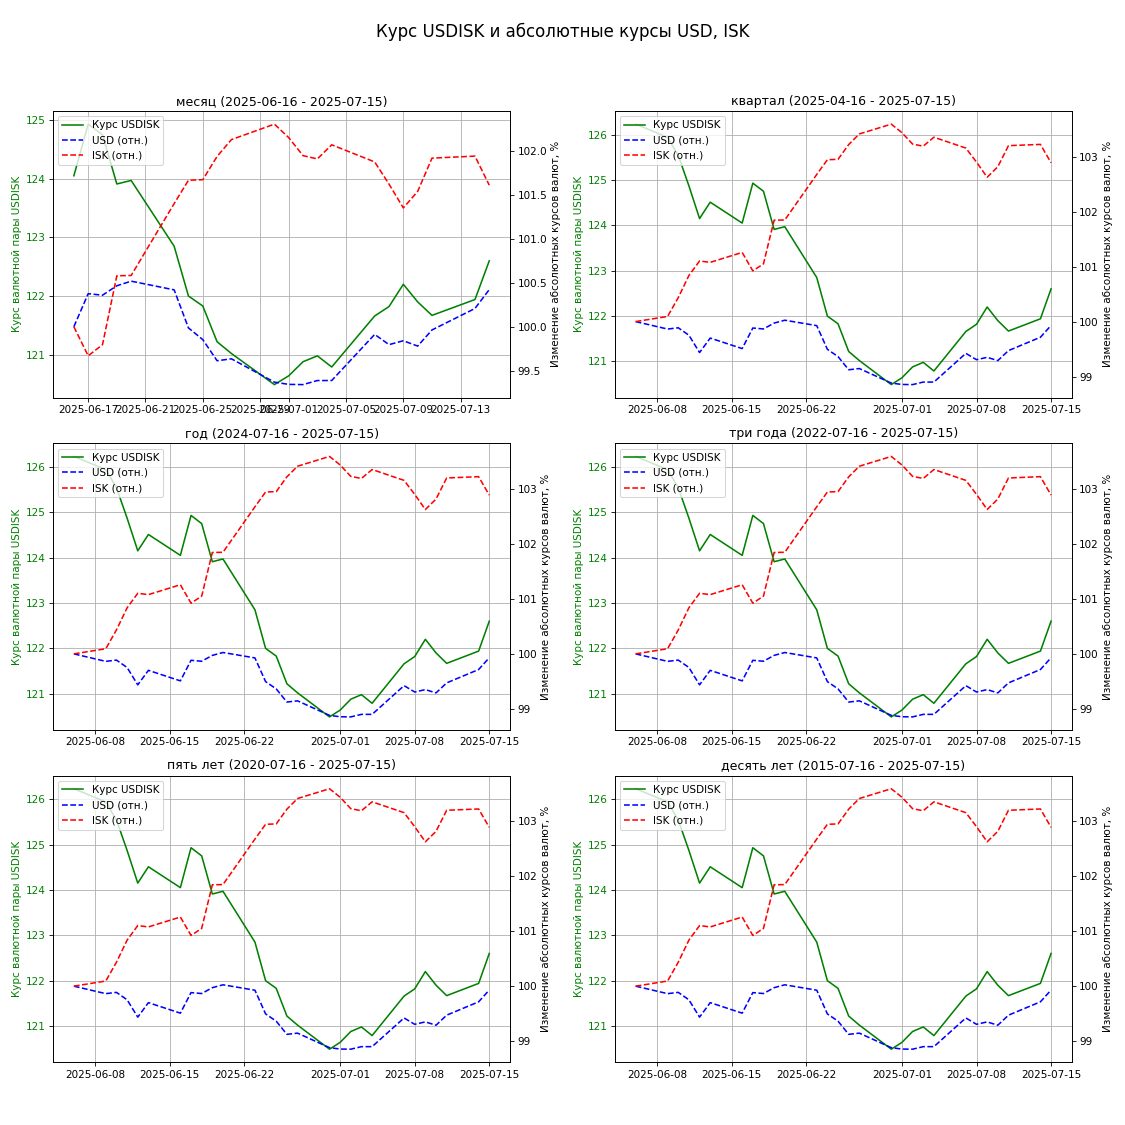 Курс USDISK и абсолютные курсы USD, ISK
месяц (2025-06-16 - 2025-07-15)
Курс USDISK
USD (отн.)
ISK (отн.)
Курс валютной пары USDISK
125
124
123
122
121
102.0
101.5
101.0
100.5
100.0
99.5
Изменение абсолютных курсов валют, %
2025-06-17 2025-06-21 2025-06-25 2025-06-29 2025-07-01 2025-07-05 2025-07-09 2025-07-13
квартал (2025-04-16 - 2025-07-15)
Курс USDISK
USD (отн.)
ISK (отн.)
Курс валютной пары USDISK
126
125
124
123
122
121
103
102
101
100
99
Изменение абсолютных курсов валют, %
2025-06-08 2025-06-15 2025-06-22 2025-07-01 2025-07-08 2025-07-15
год (2024-07-16 - 2025-07-15)
Курс USDISK
USD (отн.)
ISK (отн.)
Курс валютной пары USDISK
126
125
124
123
122
121
103
102
101
100
99
Изменение абсолютных курсов валют, %
2025-06-08 2025-06-15 2025-06-22 2025-07-01 2025-07-08 2025-07-15
три года (2022-07-16 - 2025-07-15)
Курс USDISK
USD (отн.)
ISK (отн.)
Курс валютной пары USDISK
126
125
124
123
122
121
103
102
101
100
99
Изменение абсолютных курсов валют, %
2025-06-08 2025-06-15 2025-06-22 2025-07-01 2025-07-08 2025-07-15
пять лет (2020-07-16 - 2025-07-15)
Курс USDISK
USD (отн.)
ISK (отн.)
Курс валютной пары USDISK
126
125
124
123
122
121
103
102
101
100
99
Изменение абсолютных курсов валют, %
2025-06-08 2025-06-15 2025-06-22 2025-07-01 2025-07-08 2025-07-15
десять лет (2015-07-16 - 2025-07-15)
Курс USDISK
USD (отн.)
ISK (отн.)
Курс валютной пары USDISK
126
125
124
123
122
121
103
102
101
100
99
Изменение абсолютных курсов валют, %
2025-06-08 2025-06-15 2025-06-22 2025-07-01 2025-07-08 2025-07-15